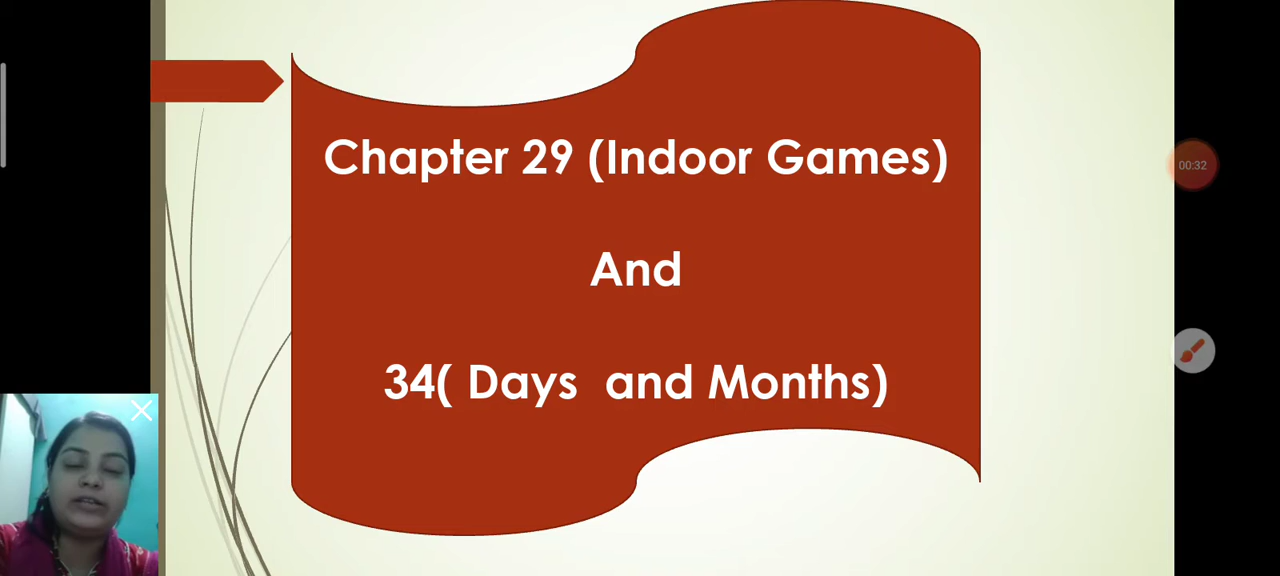 Chapter 29 (Indoor Games)
And
34( Days and Months)
00:32